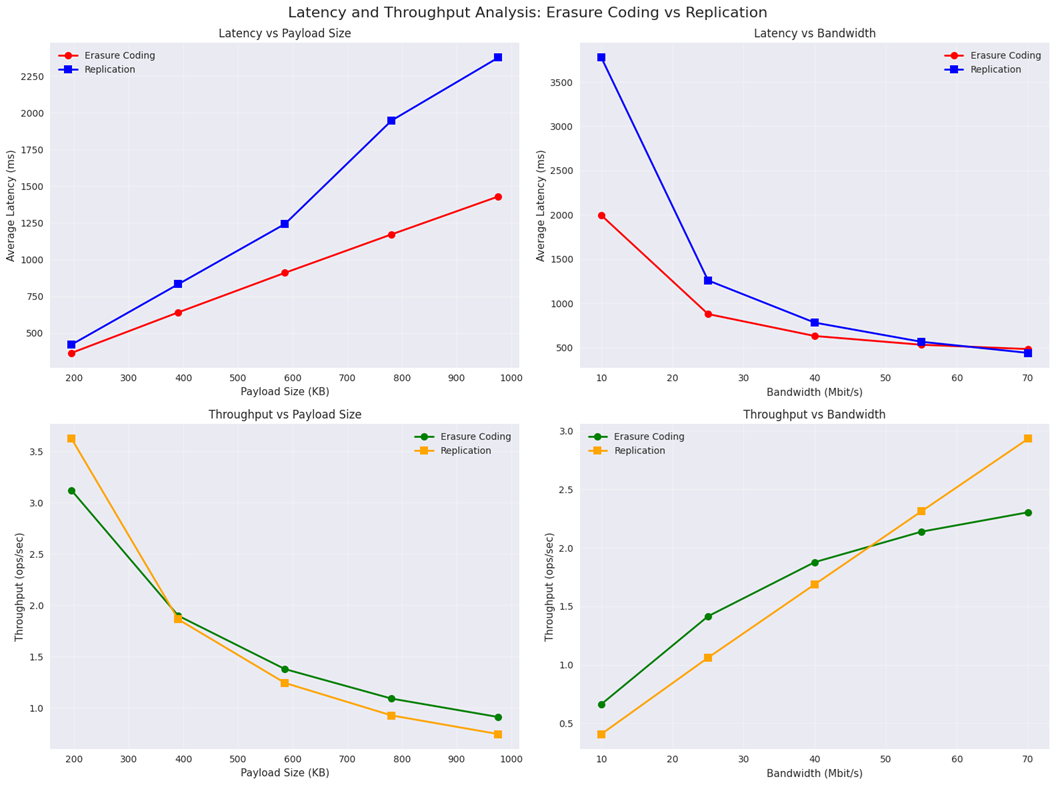 Latency and Throughput Analysis: Erasure Coding vs Replication
Latency vs Payload Size
Erasure Coding
Replication
2250
2000
1750
1500
1250
1000
750
500
Average Latency (ms)
200 300 400 500 600 700 800 900 1000
Payload Size (KB)
Latency vs Bandwidth
Erasure Coding
Replication
3500
3000
2500
2000
1500
1000
500
Average Latency (ms)
10 20 30 40 50 60 70
Bandwidth (Mbit/s)
Throughput vs Payload Size
Erasure Coding
Replication
3.5
3.0
2.5
2.0
1.5
1.0
Throughput (ops/sec)
200 300 400 500 600 700 800 900 1000
Payload Size (KB)
Throughput vs Bandwidth
Erasure Coding
Replication
3.0
2.5
2.0
1.5
1.0
0.5
Throughput (ops/sec)
10 20 30 40 50 60 70
Bandwidth (Mbit/s)